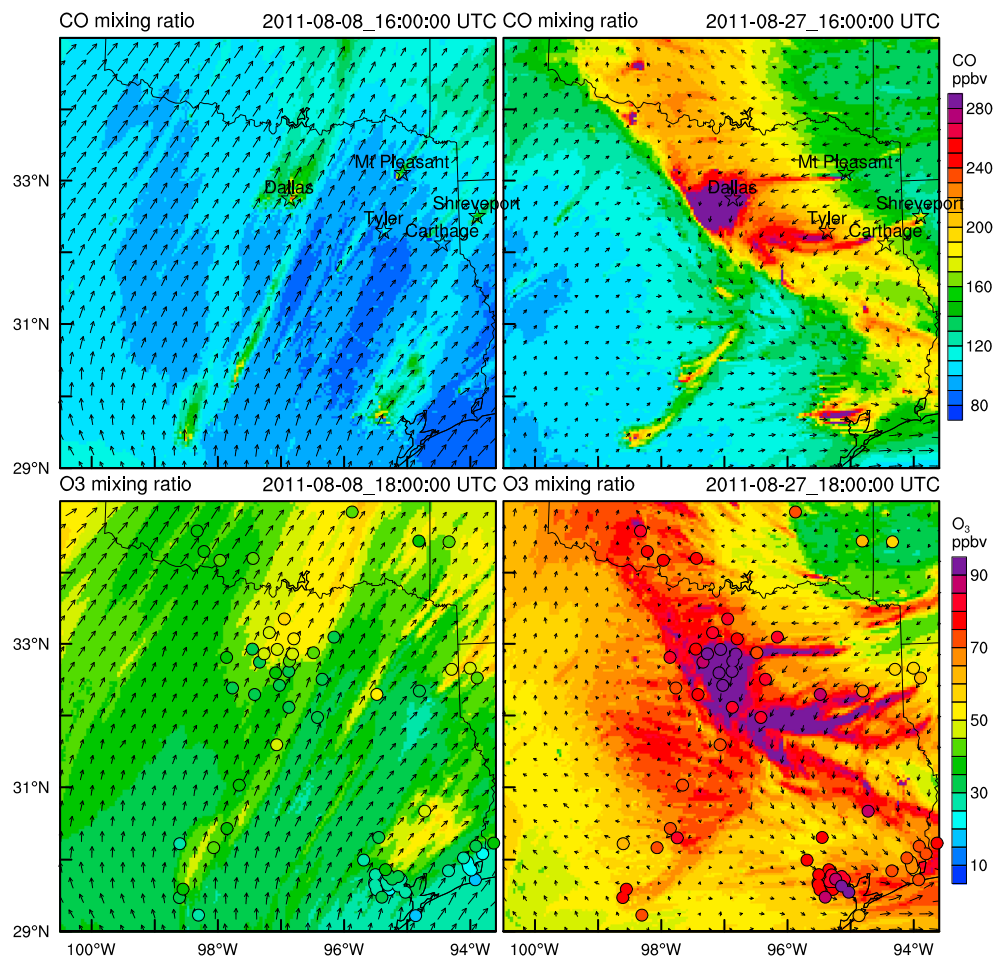 CO mixing ratio 2011-08-08_16:00:00 UTC
CO mixing ratio 2011-08-27_16:00:00 UTC
CO
ppbv
280
240
200
160
120
80
33°N
31°N
29°N
Mt Pleasant
Dallas
Shreveport
Tyler
Carthage
Mt Pleasant
Dallas
Shreveport
Tyler
Carthage
O3 mixing ratio 2011-08-08_18:00:00 UTC
O3 mixing ratio 2011-08-27_18:00:00 UTC
O₃
ppbv
90
70
50
30
10
33°N
31°N
29°N
100°W 98°W 96°W 94°W
100°W 98°W 96°W 94°W